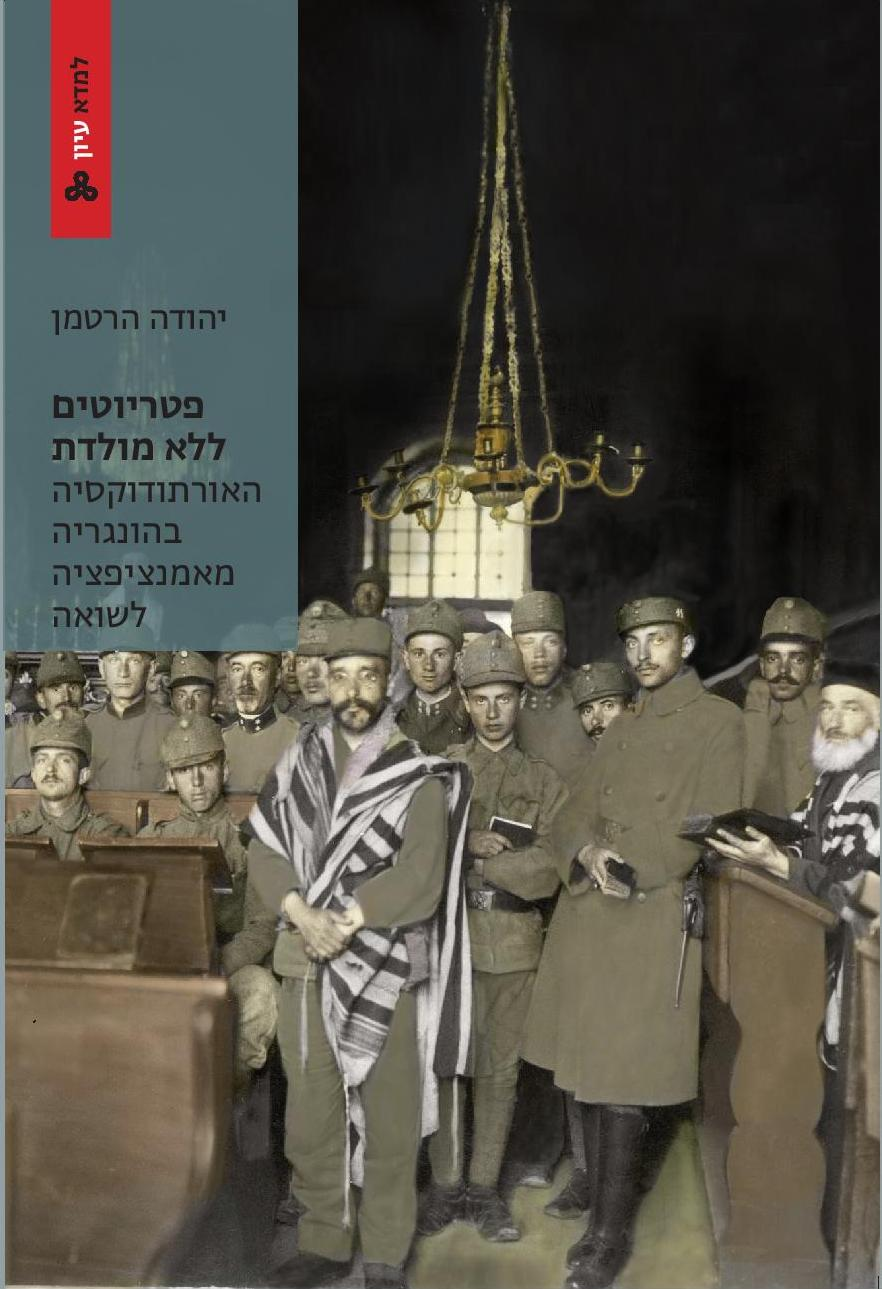 למדא עיון
יהודה הרטמן
פטריוטים
ללא מולדת
האורתודוקסיה
בהונגריה
מאמנציפציה
לשואה